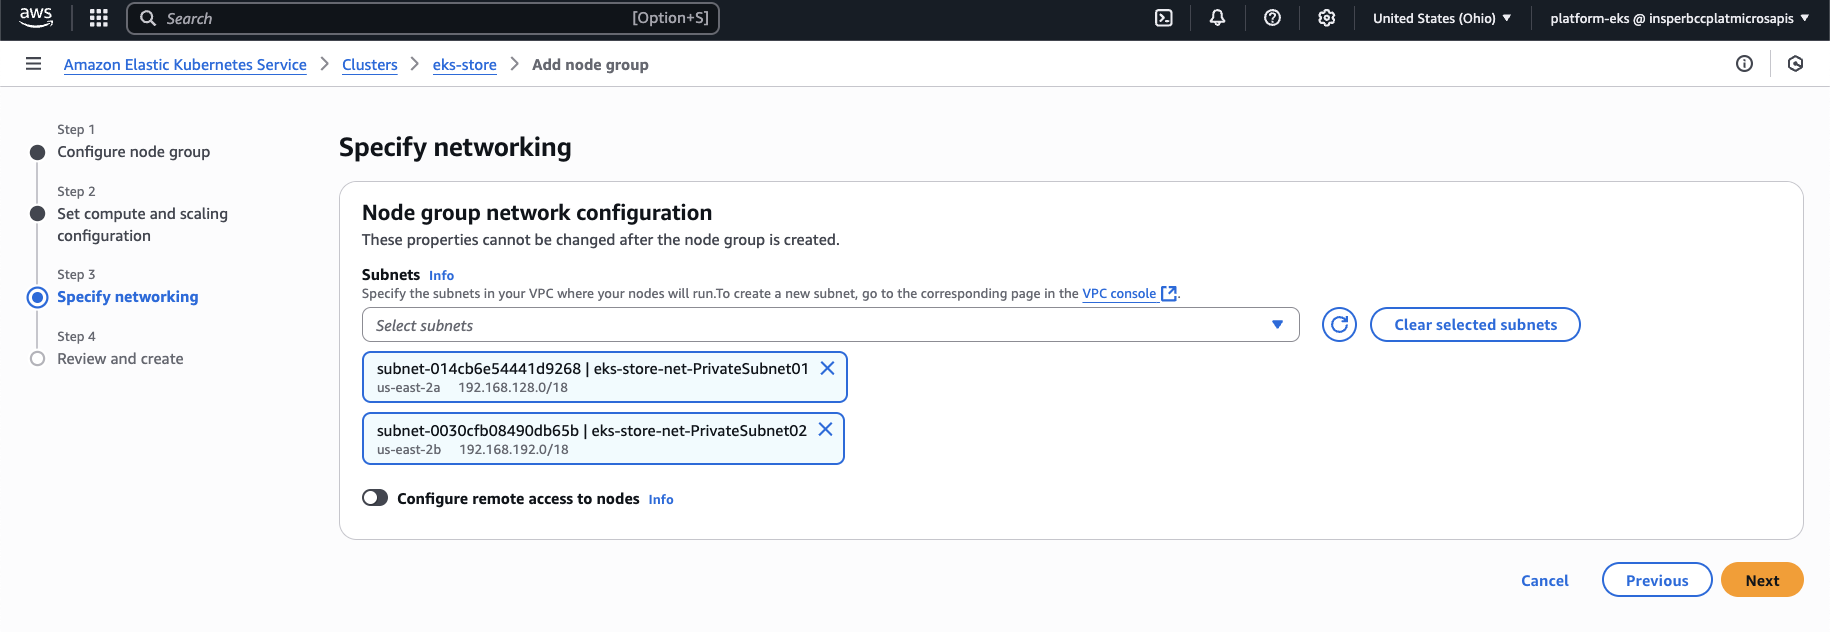 aws
Search [Option+S]
United States (Ohio)
platform-eks @ insperbccplatmicrosapis
Amazon Elastic Kubernetes Service > Clusters > eks-store > Add node group
Step 1
Configure node group
Step 2
Set compute and scaling
configuration
Step 3
Specify networking
Step 4
Review and create
Specify networking
Node group network configuration
These properties cannot be changed after the node group is created.
Subnets Info
Specify the subnets in your VPC where your nodes will run.To create a new subnet, go to the corresponding page in the VPC console.
Select subnets
Clear selected subnets
subnet-014cb6e54441d9268 | eks-store-net-PrivateSubnet01
us-east-2a 192.168.128.0/18
subnet-0030cfb08490db65b | eks-store-net-PrivateSubnet02
us-east-2b 192.168.192.0/18
Configure remote access to nodes Info
Cancel Previous Next